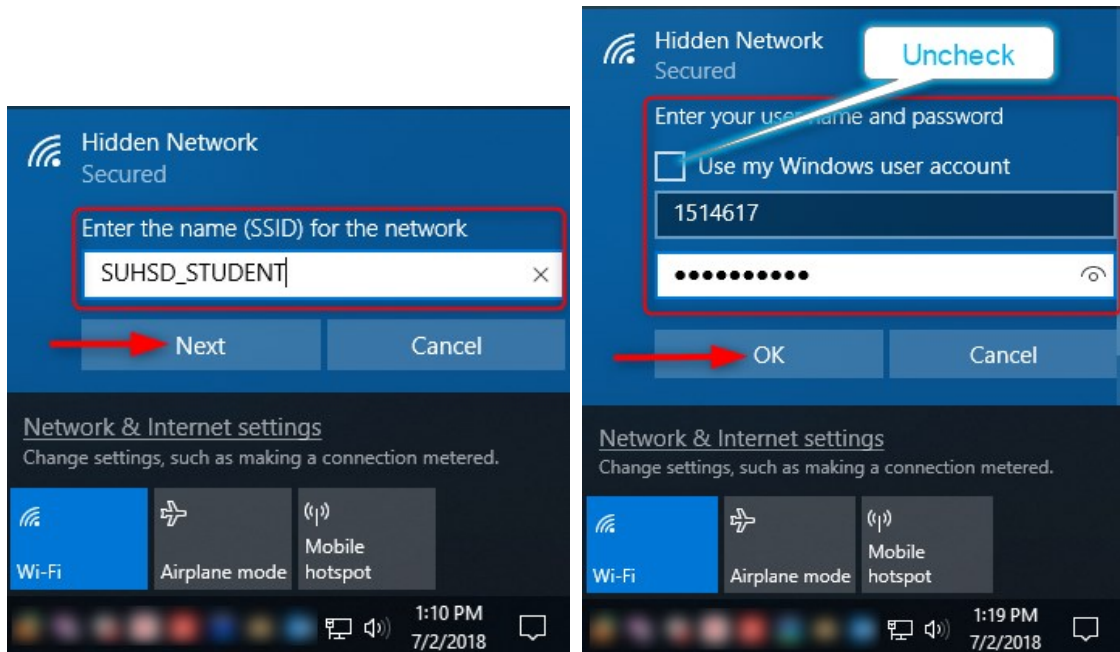 Hidden Network
Secured
Enter the name (SSID) for the network
SUHSD_STUDENT
Next
Cancel
Network & Internet settings
Change settings, such as making a connection metered.
Wi-Fi
Airplane mode
Mobile
hotspot
1:10 PM
7/2/2018
Hidden Network
Secured
Uncheck
Enter your user name and password
Use my Windows user account
1514617
••••••••••
OK
Cancel
Network & Internet settings
Change settings, such as making a connection metered.
Wi-Fi
Airplane mode
Mobile
hotspot
1:19 PM
7/2/2018